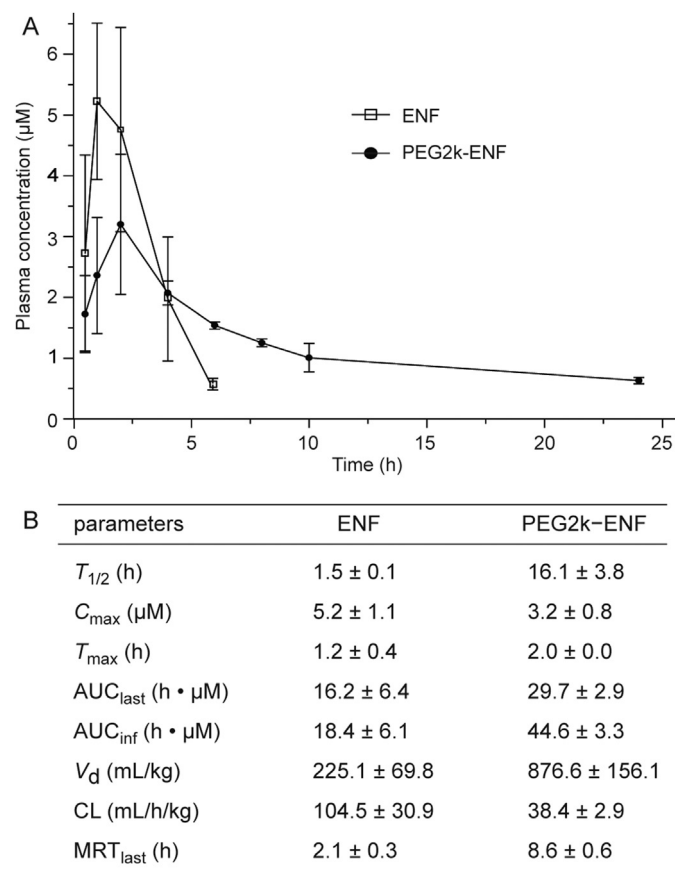 A
Plasma concentration (μM)
6
5
4
3
2
1
0
ENF
PEG2k-ENF
0 5 10 15 20 25
Time (h)
B
parameters ENF PEG2k−ENF
T1/2 (h) 1.5 ± 0.1 16.1 ± 3.8
Cmax (μM) 5.2 ± 1.1 3.2 ± 0.8
Tmax (h) 1.2 ± 0.4 2.0 ± 0.0
AUClast (h • μM) 16.2 ± 6.4 29.7 ± 2.9
AUCinf (h • μM) 18.4 ± 6.1 44.6 ± 3.3
Vd (mL/kg) 225.1 ± 69.8 876.6 ± 156.1
CL (mL/h/kg) 104.5 ± 30.9 38.4 ± 2.9
MRTlast (h) 2.1 ± 0.3 8.6 ± 0.6